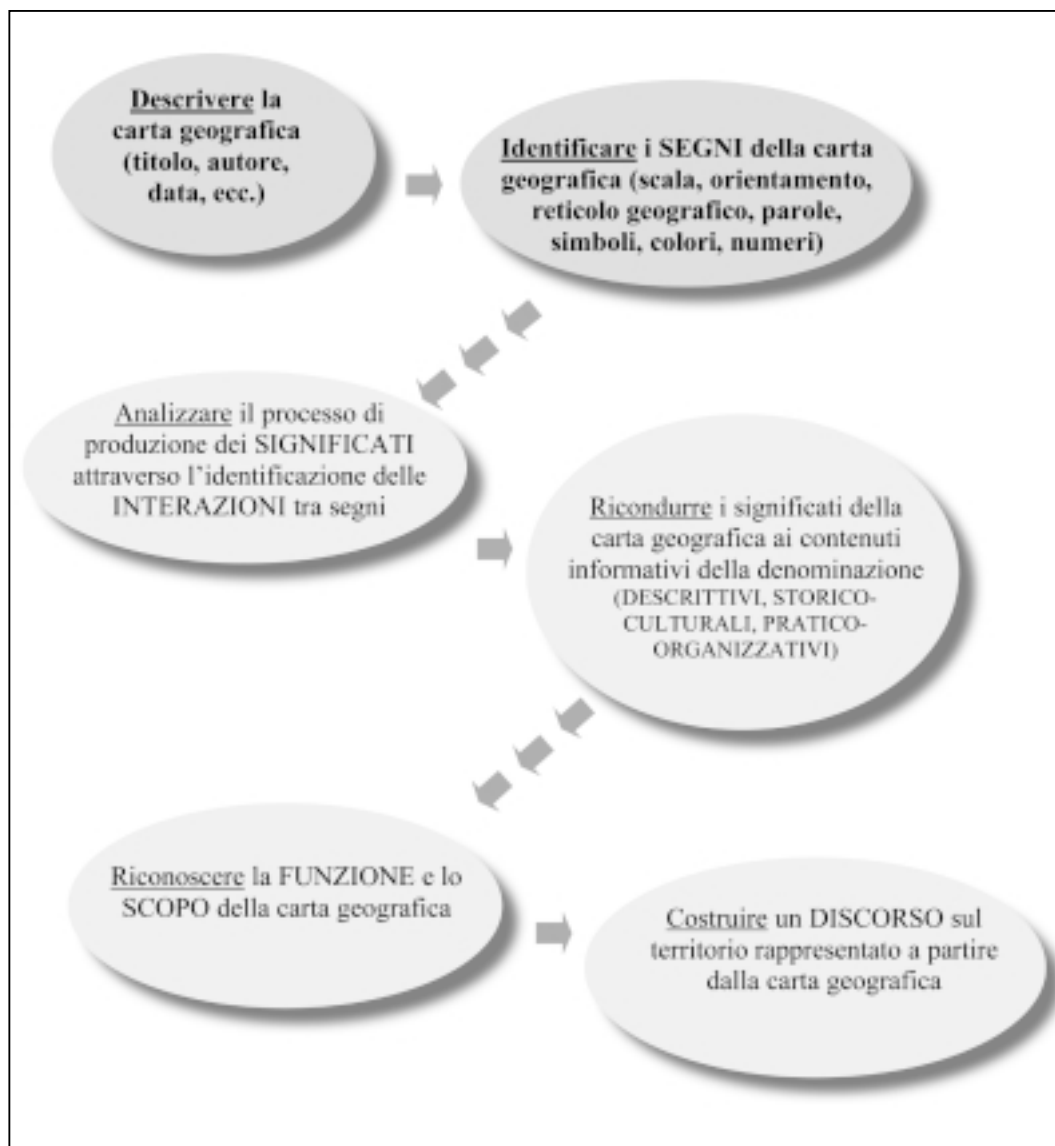 Descrivere la
carta geografica
(titolo, autore,
data, ecc.)
Identificare i SEGNI della carta
geografica (scala, orientamento,
reticolo geografico, parole,
simboli, colori, numeri)
Analizzare il processo di
produzione dei SIGNIFICATI
attraverso l'identificazione delle
INTERAZIONI tra segni
Ricondurre i significati della
carta geografica ai contenuti
informativi della denominazione
(DESCRITTIVI, STORICO-
CULTURALI, PRATICO-
ORGANIZZATIVI)
Riconoscere la FUNZIONE e lo
SCOPO della carta geografica
Costruire un DISCORSO sul
territorio rappresentato a partire
dalla carta geografica